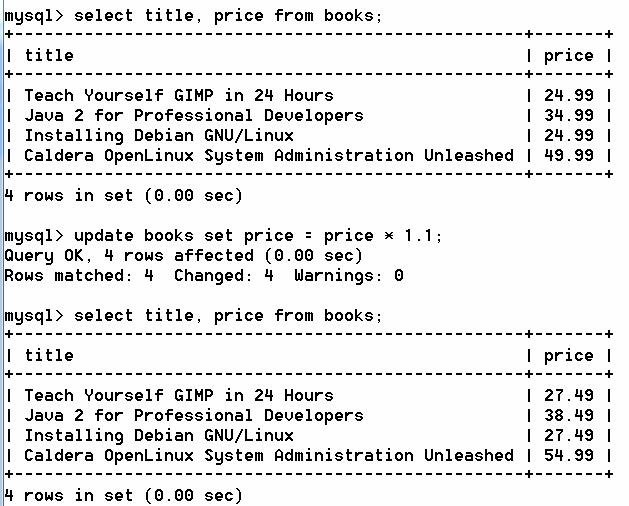 mysql> select title, price from books;
+----------------------------------------------------+-------+
| title                                              | price |
+----------------------------------------------------+-------+
| Teach Yourself GIMP in 24 Hours                    | 24.99 |
| Java 2 for Professional Developers                 | 34.99 |
| Installing Debian GNU/Linux                        | 24.99 |
| Caldera OpenLinux System Administration Unleashed | 49.99 |
+----------------------------------------------------+-------+
4 rows in set (0.00 sec)
mysql> update books set price = price * 1.1;
Query OK, 4 rows affected (0.00 sec)
Rows matched: 4  Changed: 4  Warnings: 0
mysql> select title, price from books;
+----------------------------------------------------+-------+
| title                                              | price |
+----------------------------------------------------+-------+
| Teach Yourself GIMP in 24 Hours                    | 27.49 |
| Java 2 for Professional Developers                 | 38.49 |
| Installing Debian GNU/Linux                        | 27.49 |
| Caldera OpenLinux System Administration Unleashed | 54.99 |
+----------------------------------------------------+-------+
4 rows in set (0.00 sec)